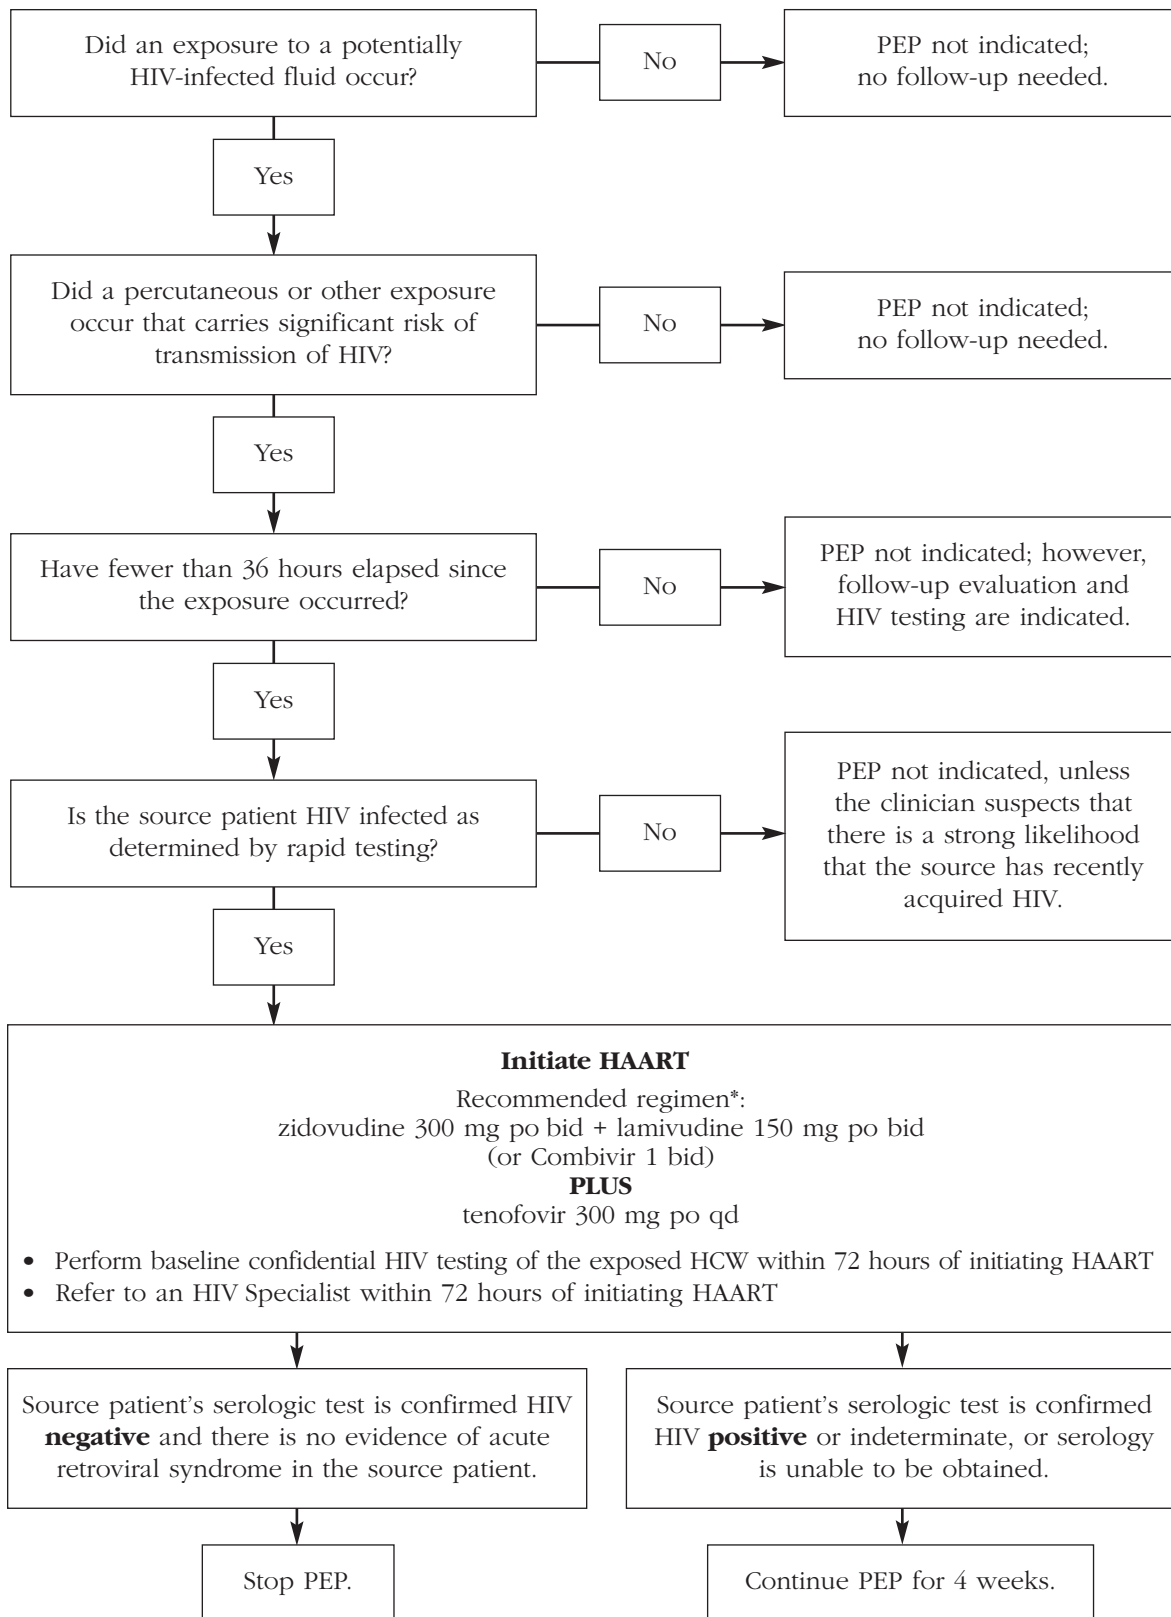 Did an exposure to a potentially
HIV-infected fluid occur?
No
PEP not indicated;
no follow-up needed.
Yes
Did a percutaneous or other exposure
occur that carries significant risk of
transmission of HIV?
No
PEP not indicated;
no follow-up needed.
Yes
Have fewer than 36 hours elapsed since
the exposure occurred?
No
PEP not indicated; however,
follow-up evaluation and
HIV testing are indicated.
Yes
Is the source patient HIV infected as
determined by rapid testing?
No
PEP not indicated, unless
the clinician suspects that
there is a strong likelihood
that the source has recently
acquired HIV.
Yes
Initiate HAART
Recommended regimen*:
zidovudine 300 mg po bid + lamivudine 150 mg po bid
(or Combivir 1 bid)
PLUS
tenofovir 300 mg po qd
• Perform baseline confidential HIV testing of the exposed HCW within 72 hours of initiating HAART
• Refer to an HIV Specialist within 72 hours of initiating HAART
Source patient's serologic test is confirmed HIV
negative and there is no evidence of acute
retroviral syndrome in the source patient.
Source patient's serologic test is confirmed
HIV positive or indeterminate, or serology
is unable to be obtained.
Stop PEP.
Continue PEP for 4 weeks.